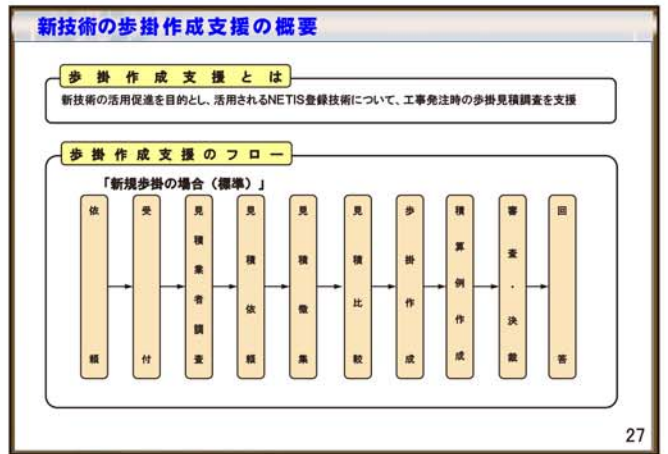 新技術の歩掛作成支援の概要
歩掛作成支援とは
新技術の活用促進を目的とし、活用されるNETIS登録技術について、工事発注時の歩掛見積調査を支援
歩掛作成支援のフロー
「新規歩掛の場合（標準）」
依頼
受付
見積業者調査
見積依頼
見積徴集
見積比較
歩掛作成
積算例作成
審査・決裁
回答
27